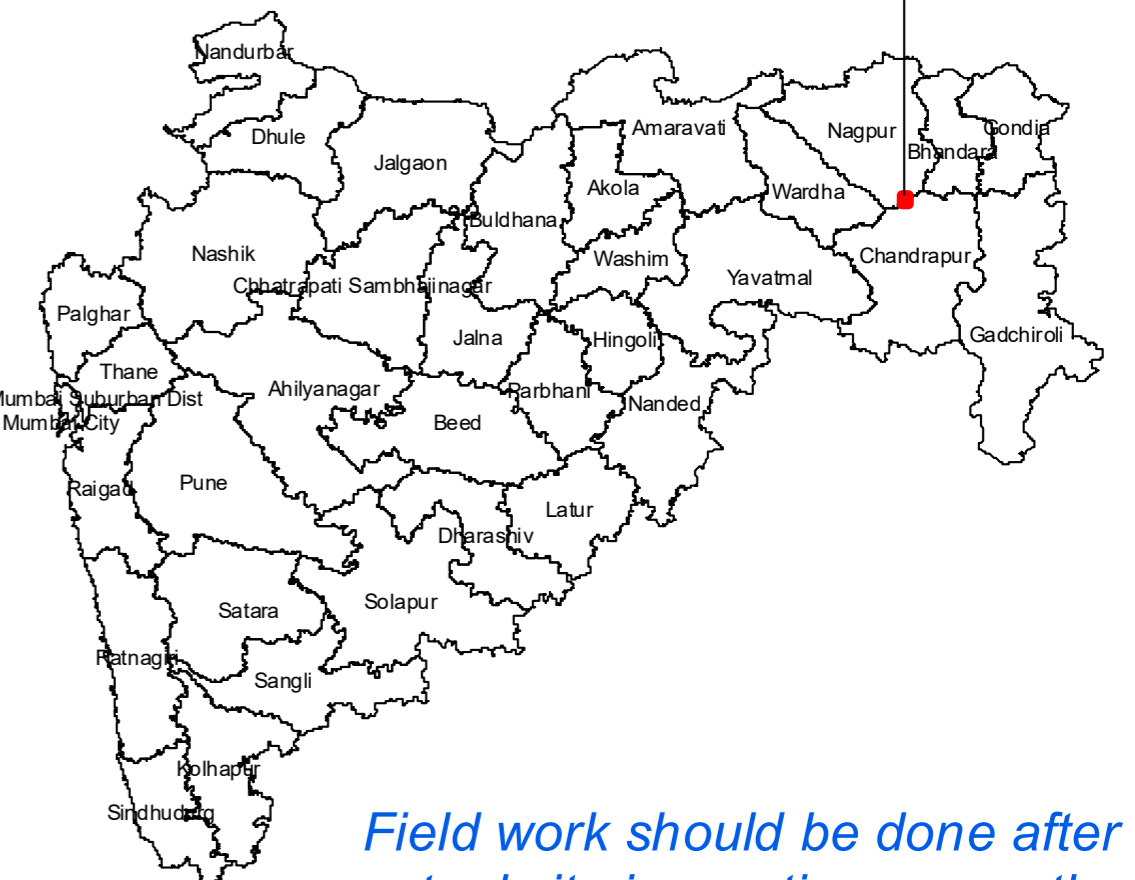 Nandurbar
Dhule
Jalgaon
Amaravati
Nagpur
Gondia
Bhandara
Akola
Wardha
Buldhana
Nashik
Washim
Chandrapur
Chhatrapati Sambhajinagar
Yavatmal
Palghar
Jalna
Hingoli
Gadchiroli
Thane
Ahilyanagar
Parbhani
Mumbai Suburban Dist
Nanded
Mumbai City
Beed
Raigad
Pune
Latur
Dharashiv
Satara
Solapur
Ratnagiri
Sangli
Kolhapur
Sindhudurg
Field work should be done after